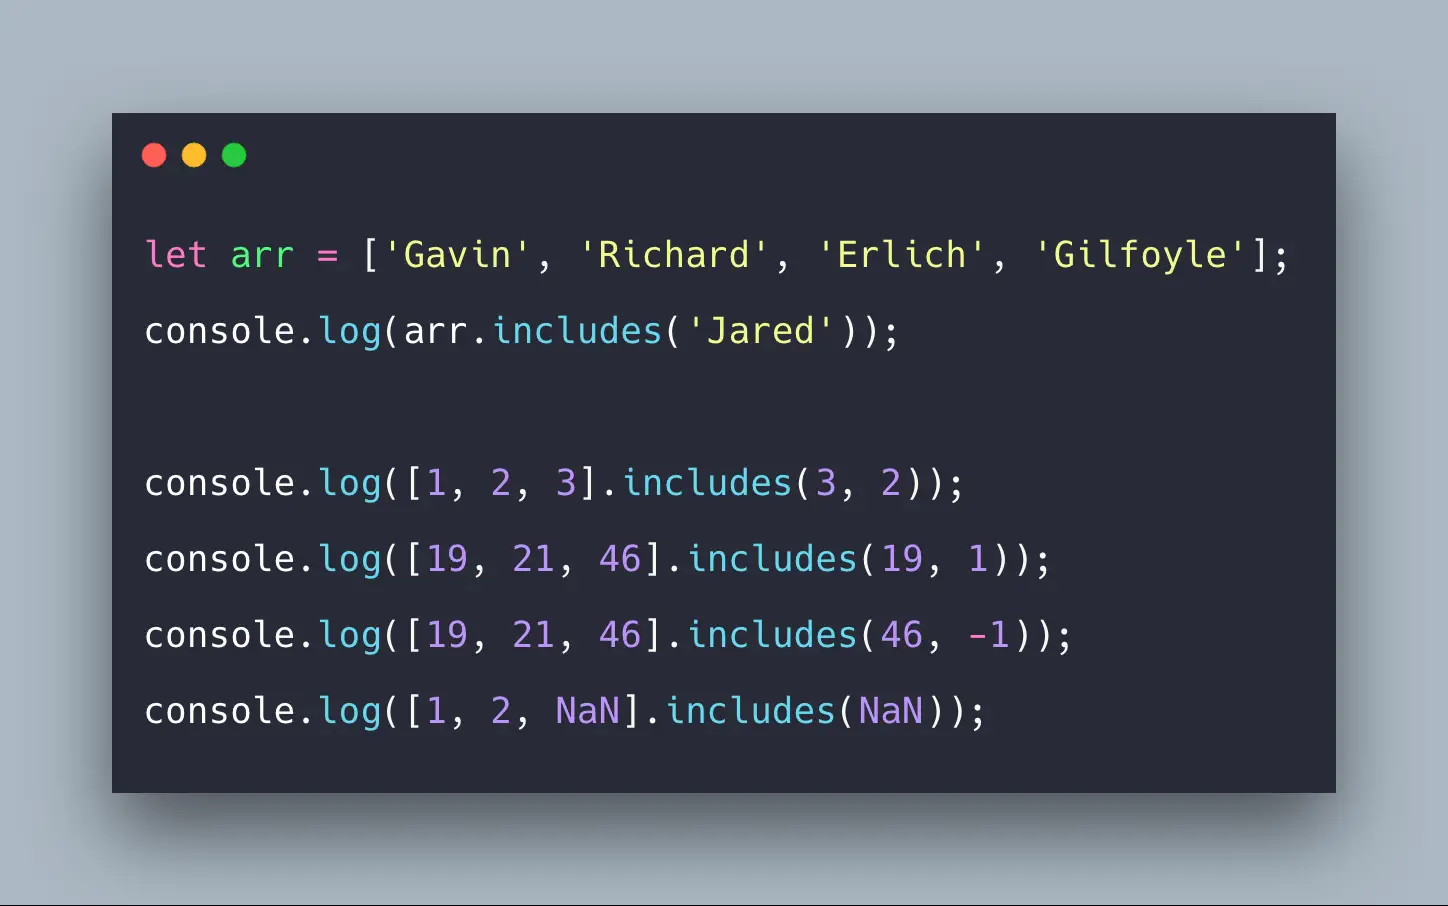 let arr = ['Gavin', 'Richard', 'Erlich', 'Gilfoyle'];
console.log(arr.includes('Jared'));
console.log([1, 2, 3].includes(3, 2));
console.log([19, 21, 46].includes(19, 1));
console.log([19, 21, 46].includes(46, -1));
console.log([1, 2, NaN].includes(NaN));